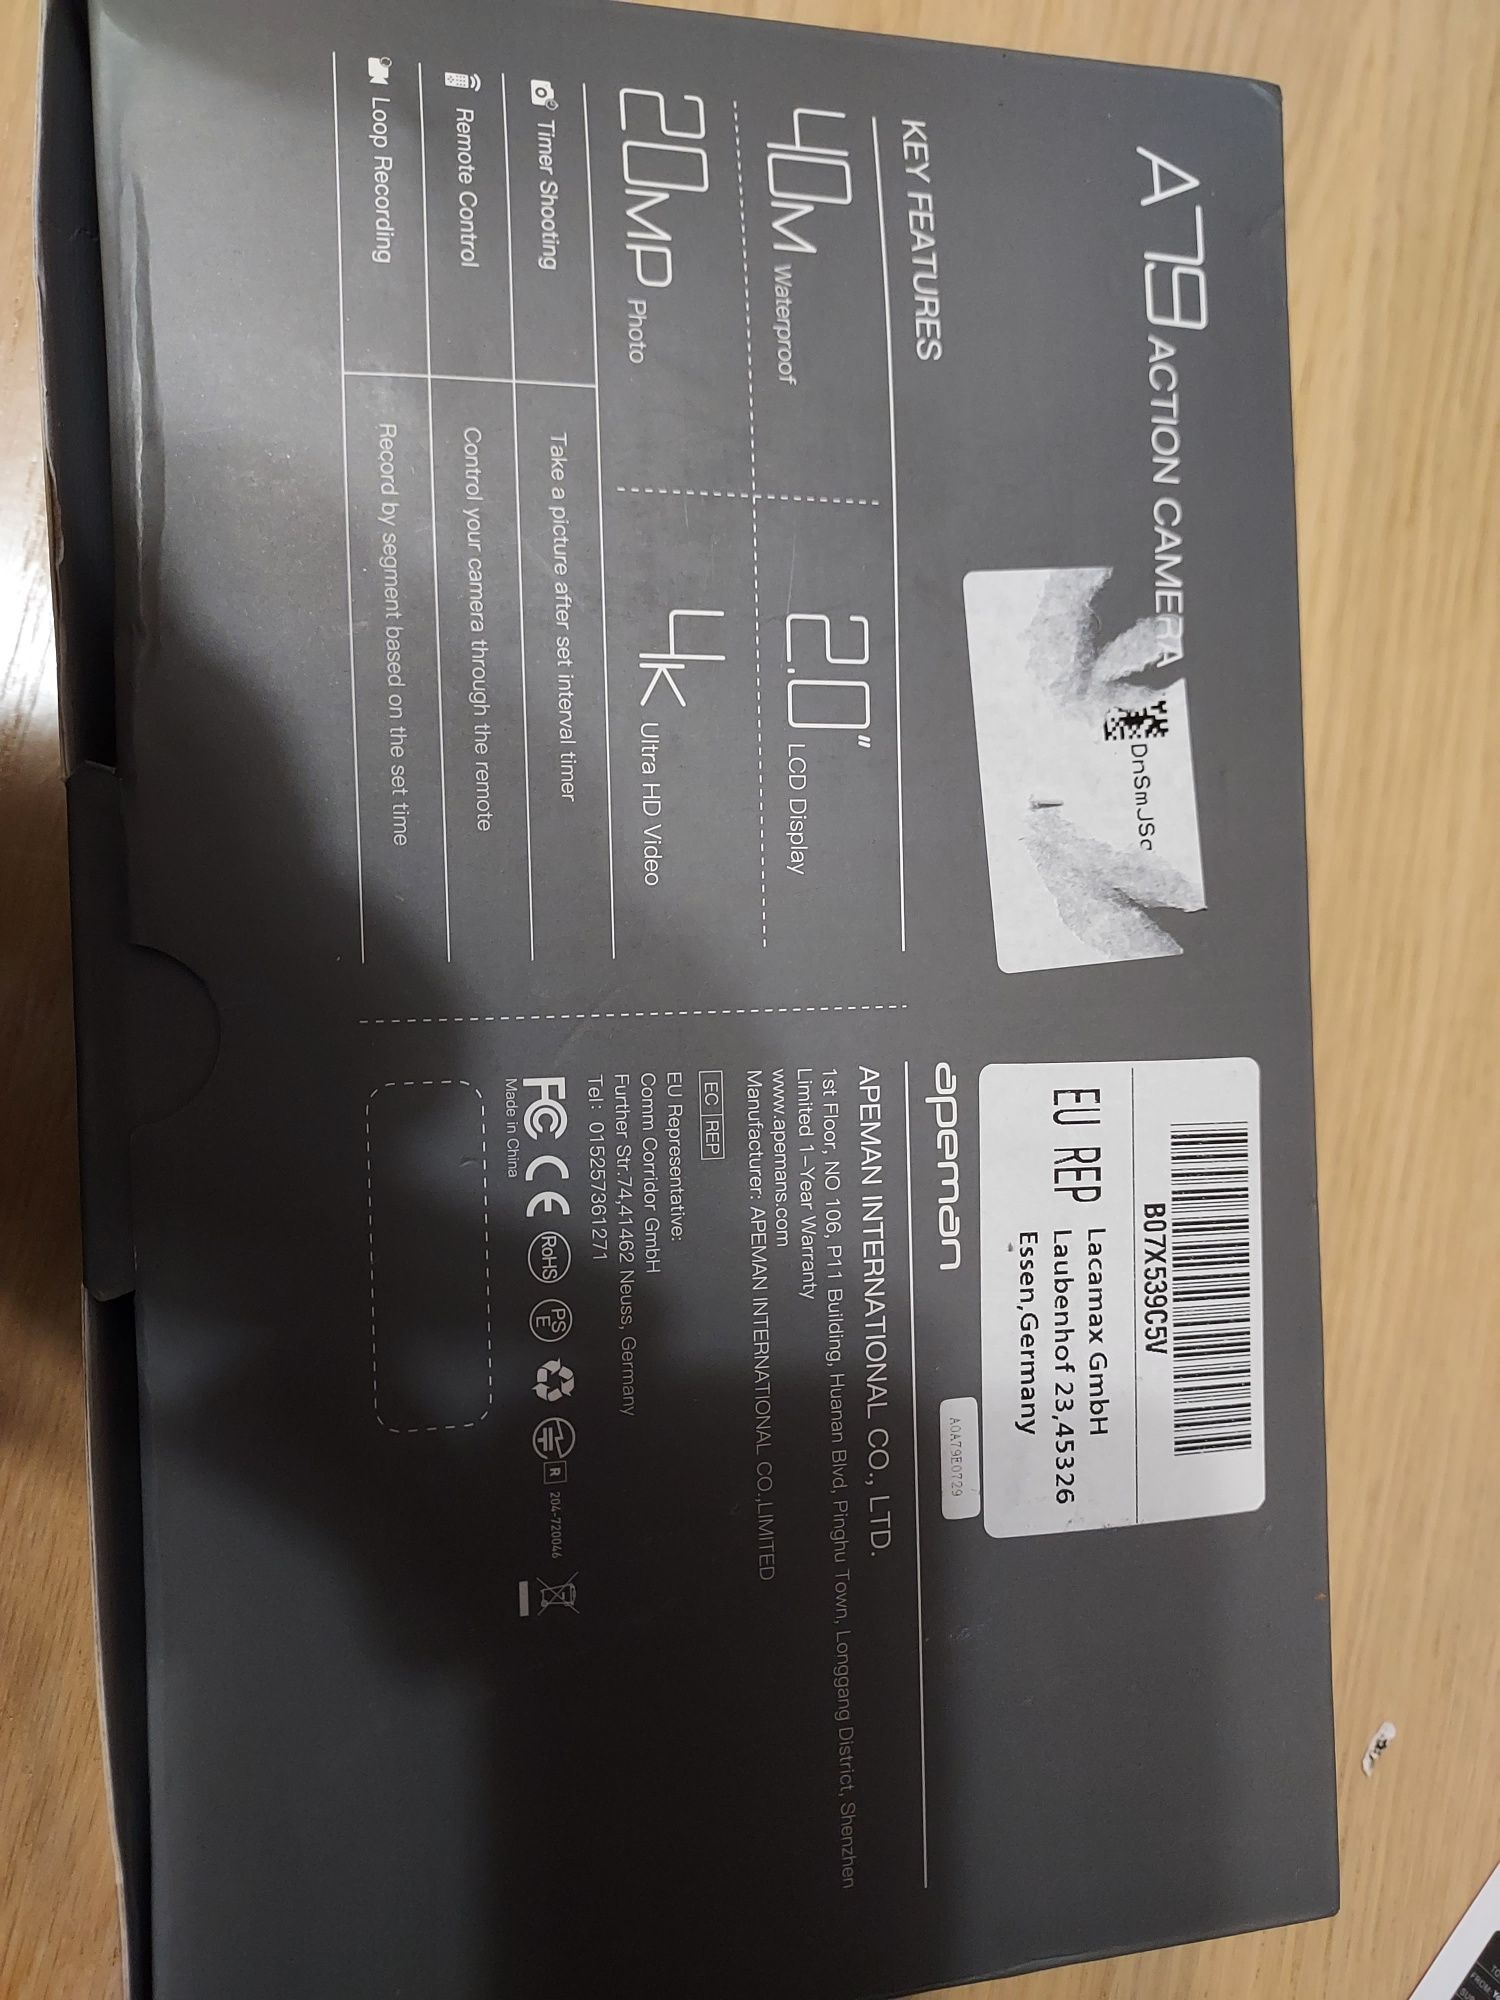 A79 ACTION CAMERA
DnSmJSc
B07X539C5V
EU REP
Lacamax GmbH
Laubenhof 23,45326
Essen,Germany
KEY FEATURES
40M Waterproof
2.0" LCD Display
20MP Photo
4K Ultra HD Video
Timer Shooting
Take a picture after set interval timer
Remote Control
Control your camera through the remote
Loop Recording
Record by segment based on the set time
apeman
A0A79E0729
APEMAN INTERNATIONAL CO., LTD.
1st Floor, NO 106, P11 Building, Huanan Blvd, Pinghu Town, Longgang District, Shenzhen
Limited 1-Year Warranty
www.apemans.com
Manufacturer: APEMAN INTERNATIONAL CO.,LIMITED
EC REP
EU Representative:
Comm Corridor GmbH
Further Str.74,41462 Neuss, Germany
Tel: 015257361271
FC CE RoHS PSE R 204-720046
Made in China